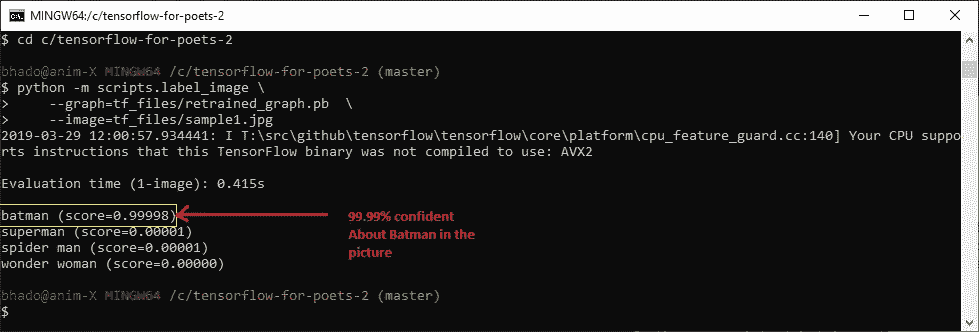 MINGW64:/c/tensorflow-for-poets-2
$ cd c/tensorflow-for-poets-2
bhado@anim-X MINGW64 /c/tensorflow-for-poets-2 (master)
$ python -m scripts.label_image \
>     --graph=tf_files/retrained_graph.pb  \
>     --image=tf_files/sample1.jpg
2019-03-29 12:00:57.934441: I T:\src\github\tensorflow\tensorflow\core\platform\cpu_feature_guard.cc:140] Your CPU suppo
rts instructions that this TensorFlow binary was not compiled to use: AVX2
Evaluation time (1-image): 0.415s
batman (score=0.99998)
superman (score=0.00001)
spider man (score=0.00001)
wonder woman (score=0.00000)
99.99% confident
About Batman in the
picture
bhado@anim-X MINGW64 /c/tensorflow-for-poets-2 (master)
$